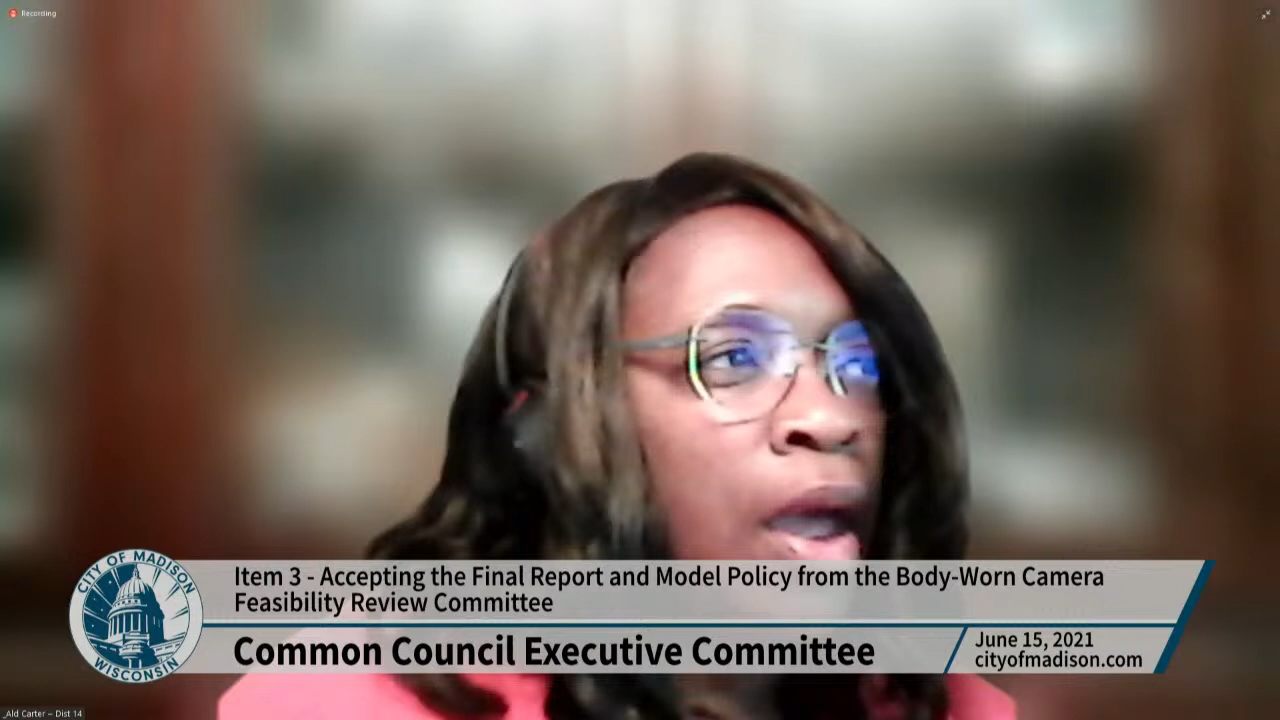 Recording
CITY OF MADISON
WISCONSIN
Item 3 - Accepting the Final Report and Model Policy from the Body-Worn Camera
Feasibility Review Committee
Common Council Executive Committee
June 15, 2021
cityofmadison.com
_Ald Carter – Dist 14